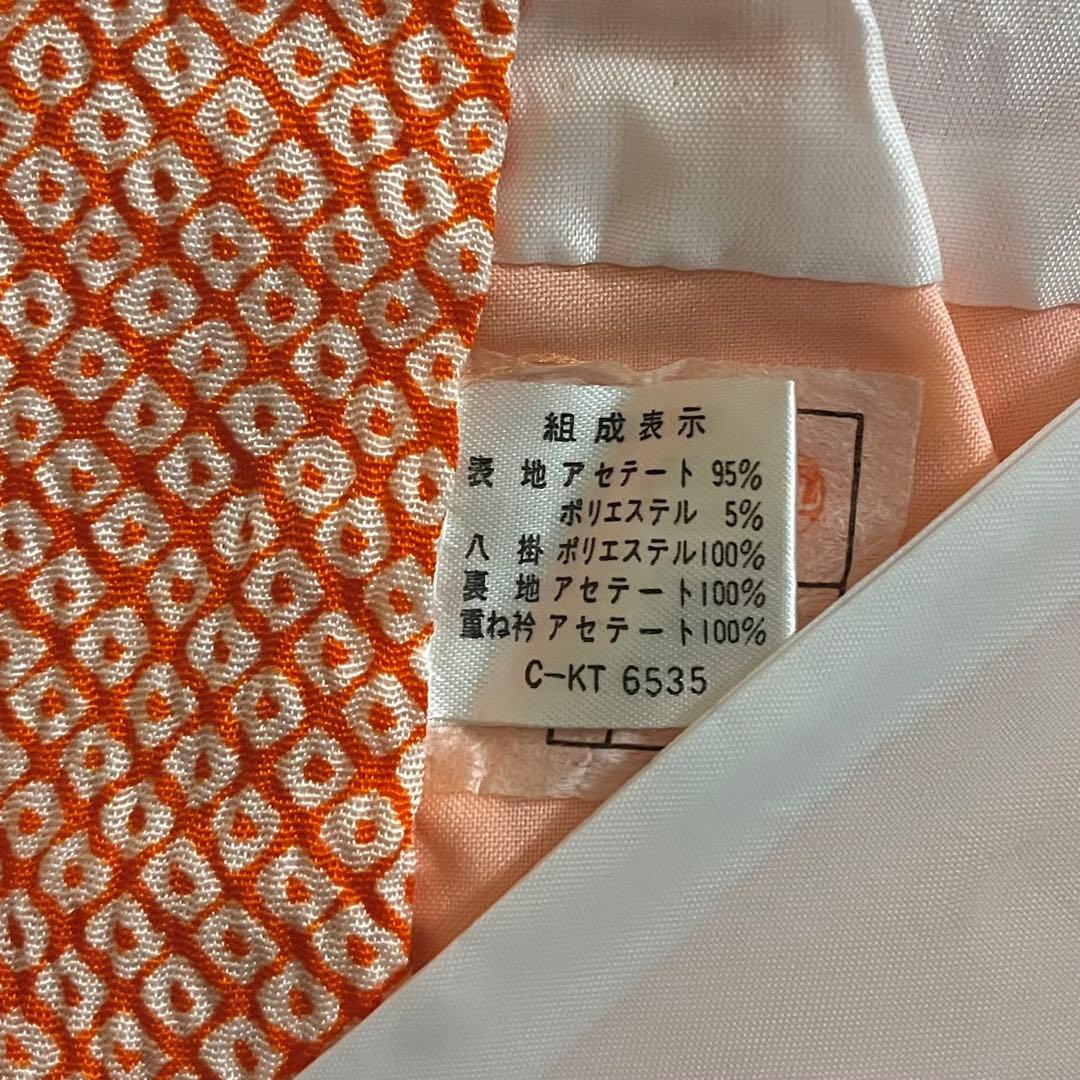 組成表示
表地 アセテート 95%
ポリエステル 5%
八掛 ポリエステル100%
裏地 アセテート100%
重ね衿 アセテート100%
C-KT 6535